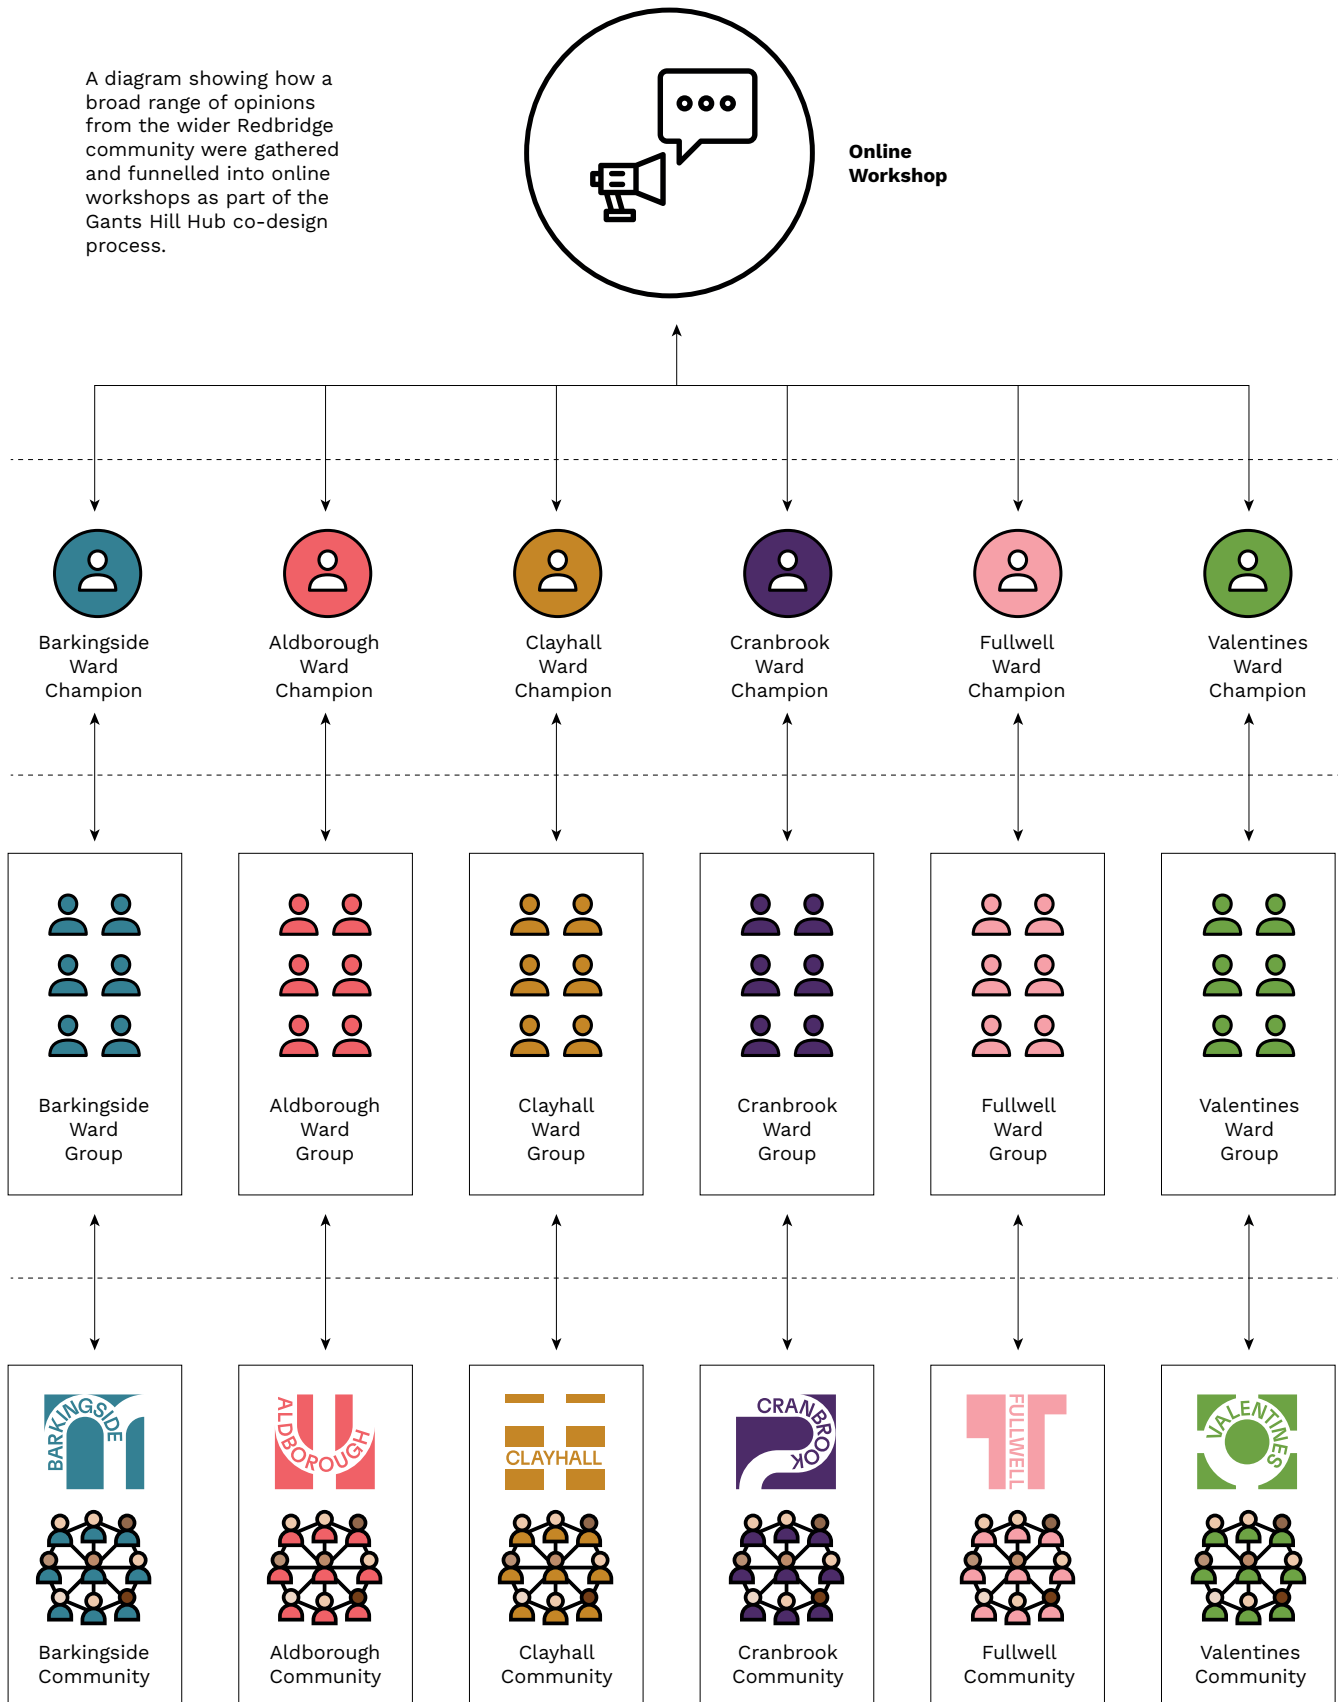 A diagram showing how a
broad range of opinions
from the wider Redbridge
community were gathered
and funnelled into online
workshops as part of the
Gants Hill Hub co-design
process.
Online
Workshop
Barkingside
Ward
Champion
Aldborough
Ward
Champion
Clayhall
Ward
Champion
Cranbrook
Ward
Champion
Fullwell
Ward
Champion
Valentines
Ward
Champion
Barkingside
Ward
Group
Aldborough
Ward
Group
Clayhall
Ward
Group
Cranbrook
Ward
Group
Fullwell
Ward
Group
Valentines
Ward
Group
BARKINGSIDE
ALDBOROUGH
CLAYHALL
CRANBROOK
FULLWELL
VALENTINES
Barkingside
Community
Aldborough
Community
Clayhall
Community
Cranbrook
Community
Fullwell
Community
Valentines
Community